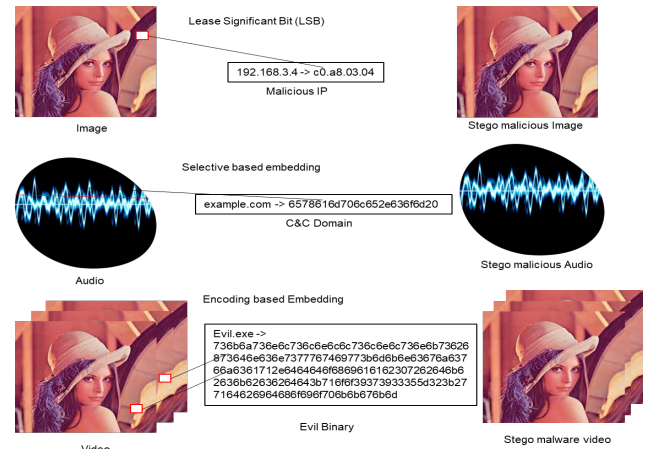 Lease Significant Bit (LSB)
192.168.3.4 -> c0.a8.03.04
Malicious IP
Image
Stego malicious Image
Selective based embedding
example.com -> 6578616d706c652e636f6d20
C&C Domain
Audio
Stego malicious Audio
Encoding based Embedding
Evil.exe ->
736b6a736e6c736c6e6c6c736c6e6c736e6b73626
873646e636e7377767469773b6d6b6e63676a637
66a6361712e6464646f6869616162307262646b6
2636b62636264643b716f6f39373933355d323b27
7164626964686f696f706b6b676b6d
Evil Binary
Video
Stego malware video